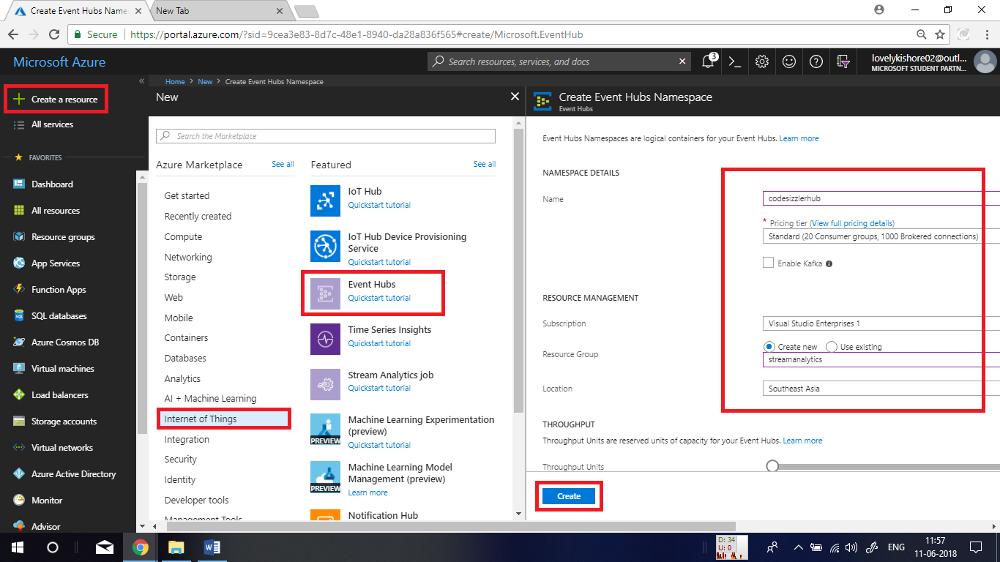 Create Event Hubs Name
New Tab
Secure
https://portal.azure.com/?sid=9cea3e83-8d7c-48e1-8940-da28a836f565#create/Microsoft.EventHub
Microsoft Azure
Search resources, services, and docs
3
lovelykishore02@outl...
MICROSOFT STUDENT PARTN...
Create a resource
All services
FAVORITES
Dashboard
All resources
Resource groups
App Services
Function Apps
SQL databases
Azure Cosmos DB
Virtual machines
Load balancers
Storage accounts
Virtual networks
Azure Active Directory
Monitor
Advisor
Home > New > Create Event Hubs Namespace
New
Search the Marketplace
Azure Marketplace
See all
Get started
Recently created
Compute
Networking
Storage
Web
Mobile
Containers
Databases
Analytics
AI + Machine Learning
Internet of Things
Integration
Security
Identity
Developer tools
Management Tools
Featured
See all
IoT Hub
Quickstart tutorial
IoT Hub Device Provisioning
Service
Quickstart tutorial
Event Hubs
Quickstart tutorial
Time Series Insights
Quickstart tutorial
Stream Analytics job
Quickstart tutorial
PREVIEW
Machine Learning Experimentation
(preview)
Quickstart tutorial
PREVIEW
Machine Learning Model
Management (preview)
Learn more
Notification Hub
Create Event Hubs Namespace
Event Hubs
Event Hubs Namespaces are logical containers for your Event Hubs. Learn more
NAMESPACE DETAILS
Name
codesizzlerhub
* Pricing tier (View full pricing details)
Standard (20 Consumer groups, 1000 Brokered connections)
Enable Kafka
RESOURCE MANAGEMENT
Subscription
Visual Studio Enterprises 1
Resource Group
Create new
Use existing
streamanalytics
Location
Southeast Asia
THROUGHPUT
Throughput Units are reserved units of capacity for your Event Hubs. Learn more
Throughput Units
Create
D: 34
U: 0
ENG
11:57
11-06-2018